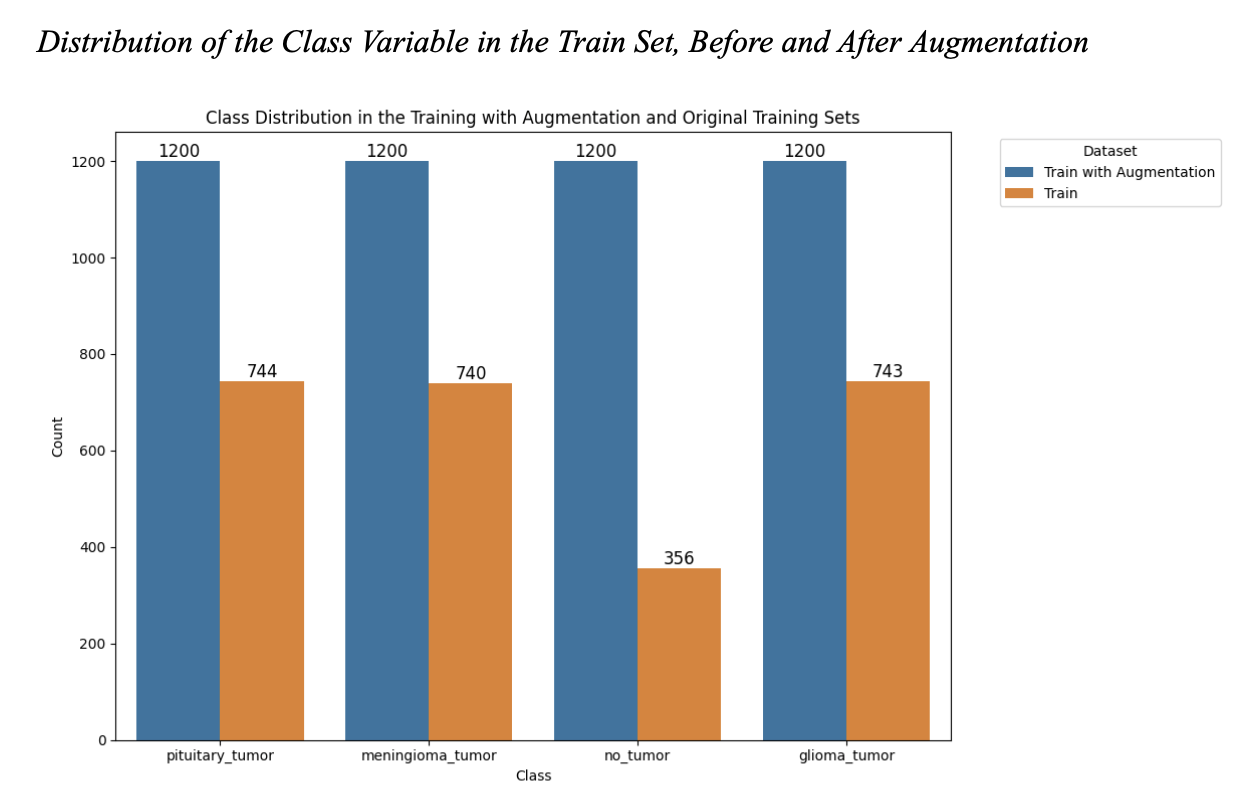 Distribution of the Class Variable in the Train Set, Before and After Augmentation
Class Distribution in the Training with Augmentation and Original Training Sets
Dataset
Train with Augmentation
Train
Count
1200
1000
800
600
400
200
0
1200
744
1200
740
1200
356
1200
743
pituitary_tumor
meningioma_tumor
no_tumor
glioma_tumor
Class